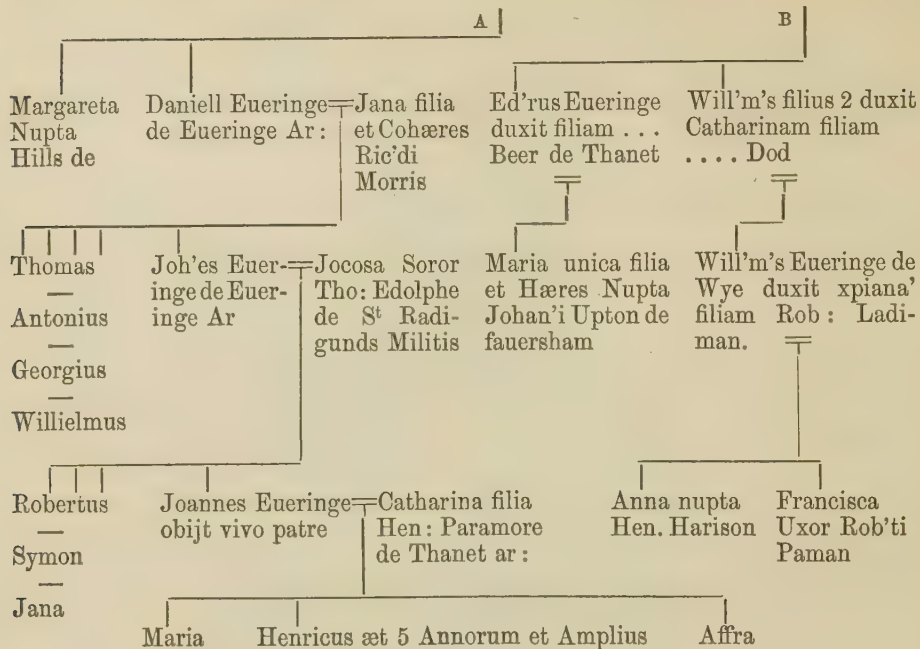 A
B
Margareta
Nupta
Hills de
Daniell Eueringe
de Eueringe Ar :
Jana filia
et Cohæres
Ric'di
Morris
Ed'rus Eueringe
duxit filiam . . .
Beer de Thanet
Will'm's filius 2 duxit
Catharinam filiam
. . . . Dod
Thomas
—
Antonius
—
Georgius
—
Willielmus
Joh'es Euer-
inge de Euer-
inge Ar
Jocosa Soror
Tho: Edolphe
de St Radi-
gunds Militis
Maria unica filia
et Hæres Nupta
Johan'i Upton de
fauersham
Will'm's Eueringe de
Wye duxit xpiana'
filiam Rob : Ladi-
man.
Robertus
—
Symon
—
Jana
Joannes Eueringe
obijt vivo patre
Catharina filia
Hen: Paramore
de Thanet ar :
Anna nupta
Hen. Harison
Francisca
Uxor Rob'ti
Paman
Maria
Henricus æt 5 Annorum et Amplius
Affra